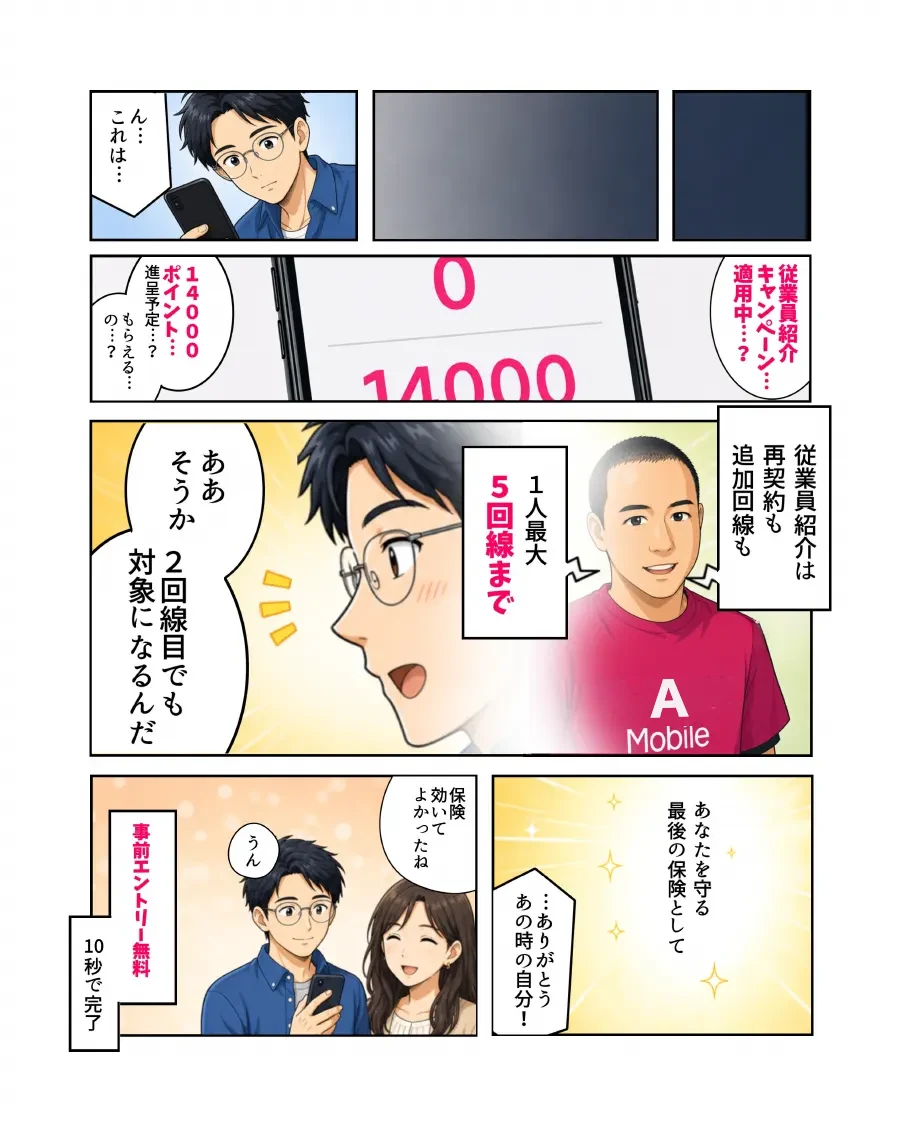 ん…
これは…
従業員紹介
キャンペーン…
適用中…?
0
14000
14000
ポイント…
進呈予定…?
もらえる…
の…?
従業員紹介は
再契約も
追加回線も
1人最大
5回線まで
A
Mobile
ああ
そうか
2回線目でも
対象になるんだ
あなたを守る
最後の保険として
…ありがとう
あの時の自分!
保険
効いて
よかったね
うん
事前エントリー無料
10秒で完了